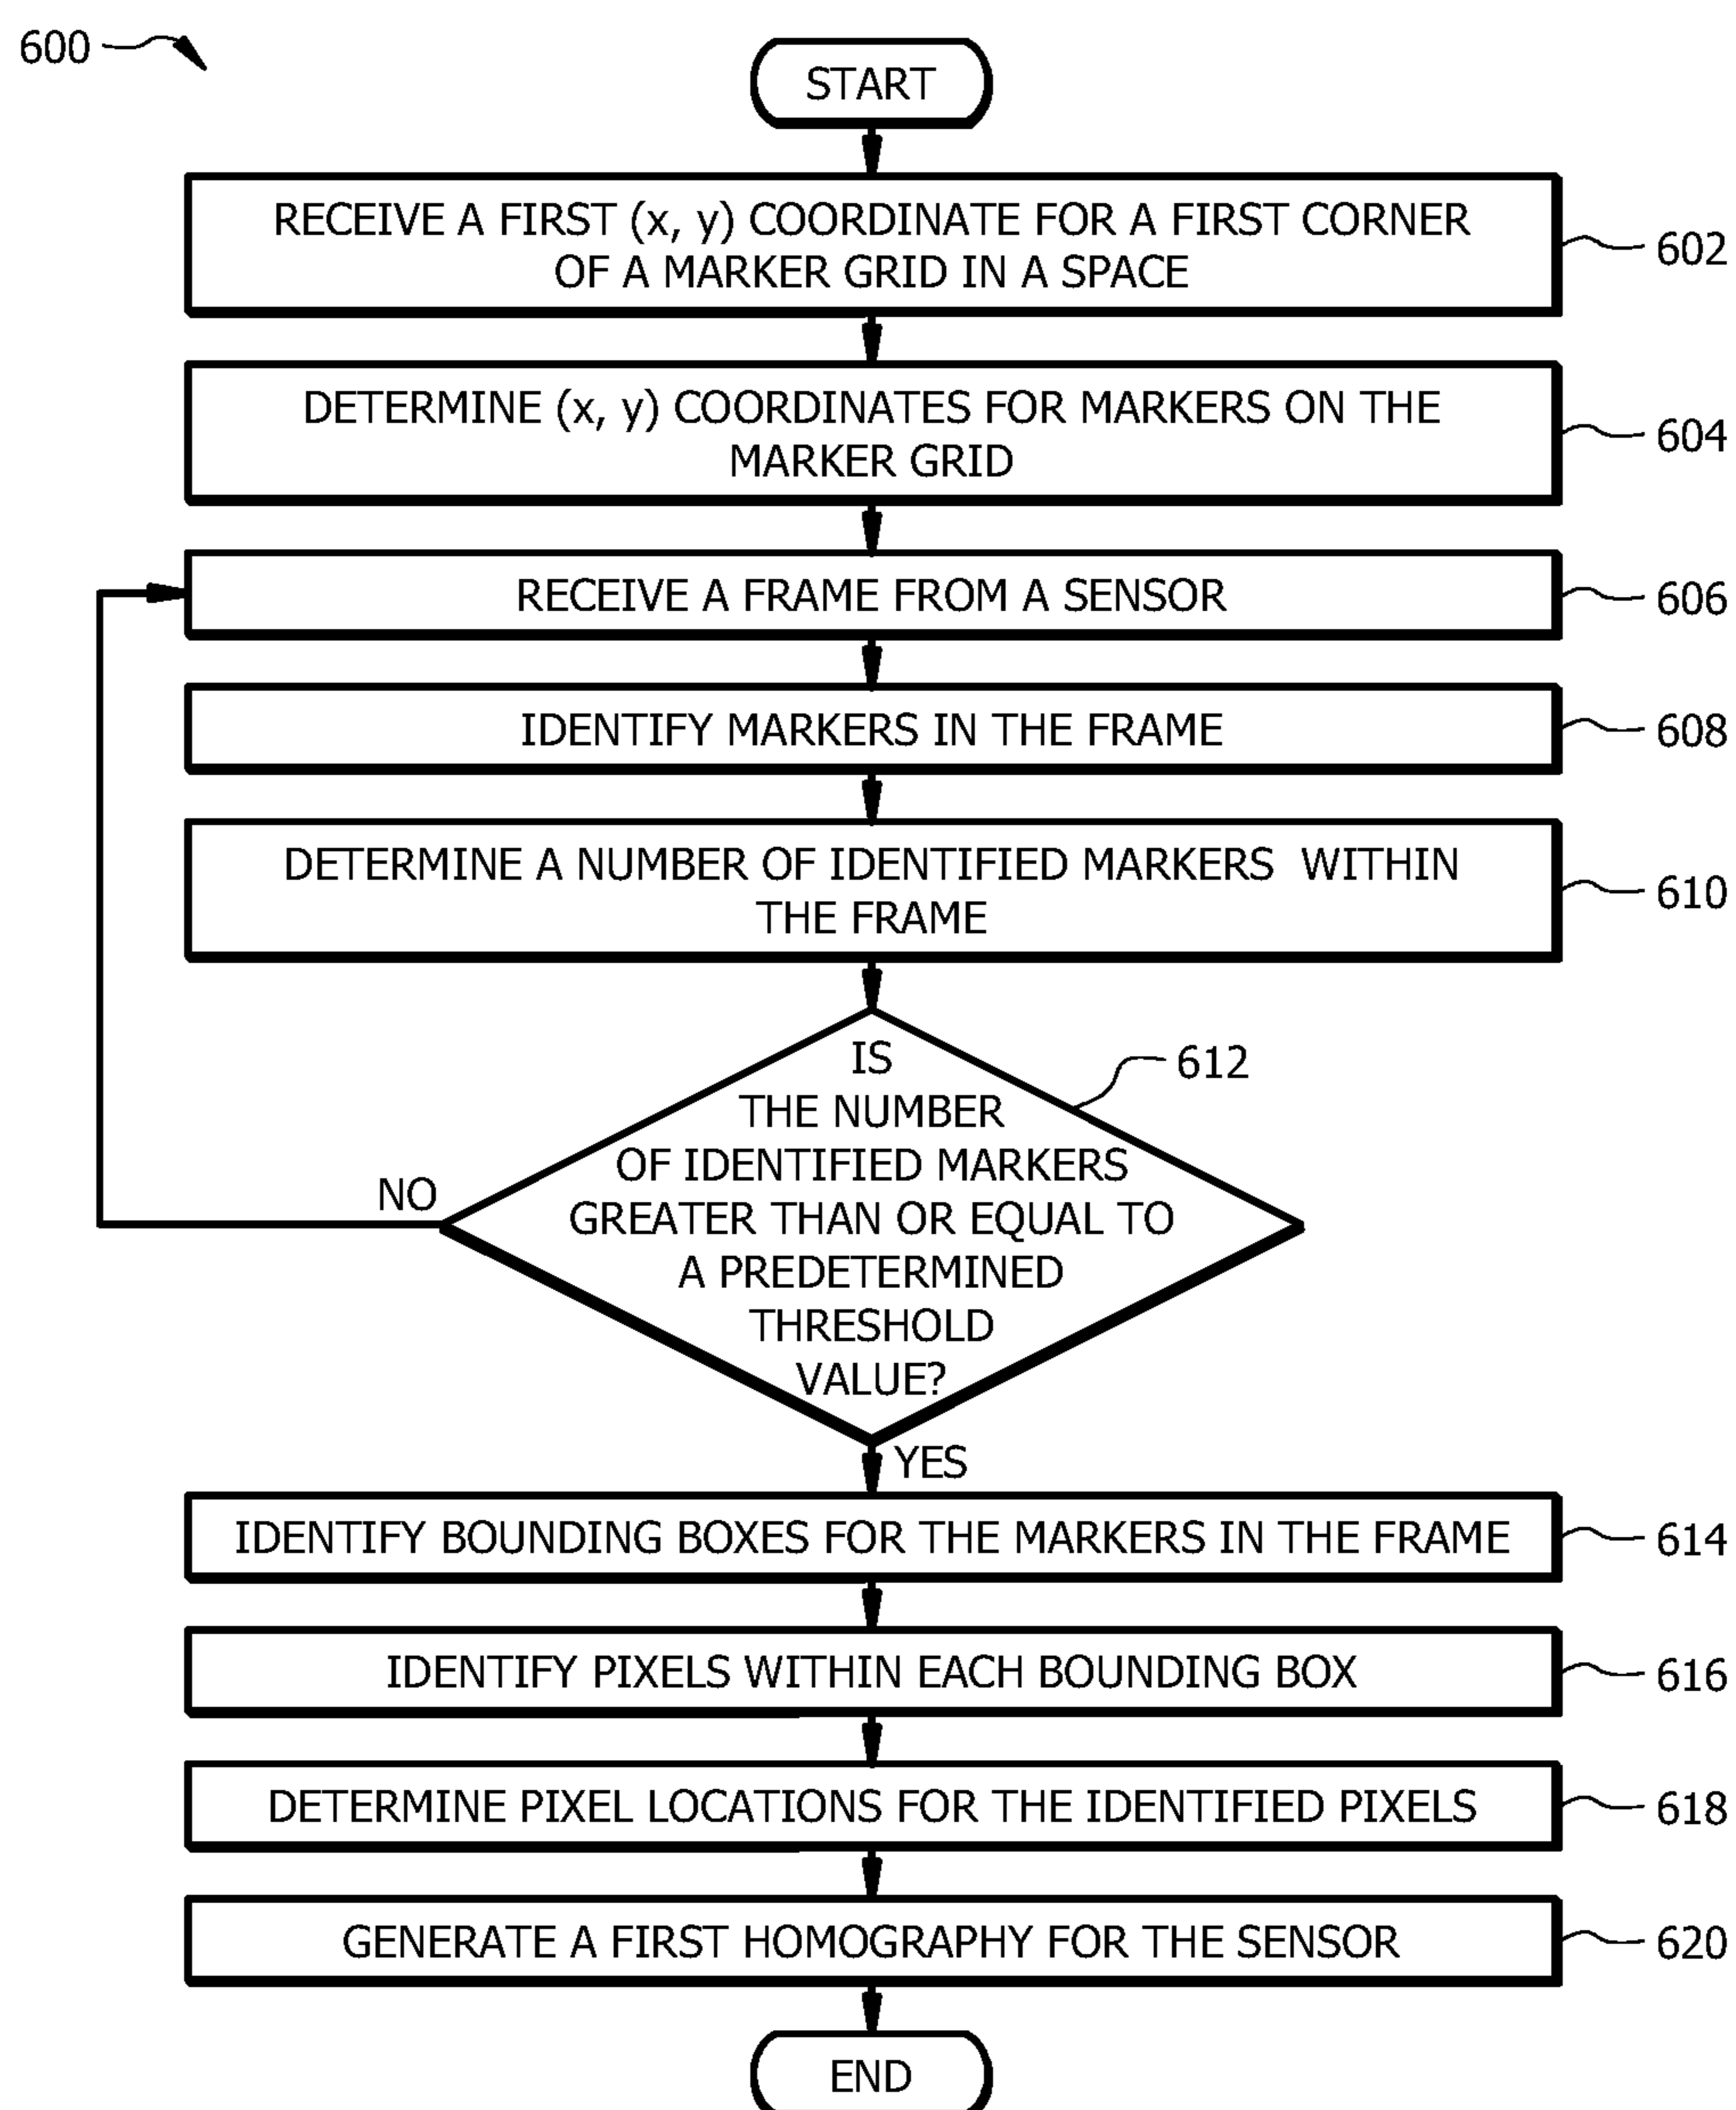 600
START
RECEIVE A FIRST (x, y) COORDINATE FOR A FIRST CORNER
OF A MARKER GRID IN A SPACE
602
DETERMINE (x, y) COORDINATES FOR MARKERS ON THE
MARKER GRID
604
RECEIVE A FRAME FROM A SENSOR
606
IDENTIFY MARKERS IN THE FRAME
608
DETERMINE A NUMBER OF IDENTIFIED MARKERS WITHIN
THE FRAME
610
IS
THE NUMBER
OF IDENTIFIED MARKERS
GREATER THAN OR EQUAL TO
A PREDETERMINED
THRESHOLD
VALUE?
612
NO
YES
IDENTIFY BOUNDING BOXES FOR THE MARKERS IN THE FRAME
614
IDENTIFY PIXELS WITHIN EACH BOUNDING BOX
616
DETERMINE PIXEL LOCATIONS FOR THE IDENTIFIED PIXELS
618
GENERATE A FIRST HOMOGRAPHY FOR THE SENSOR
620
END